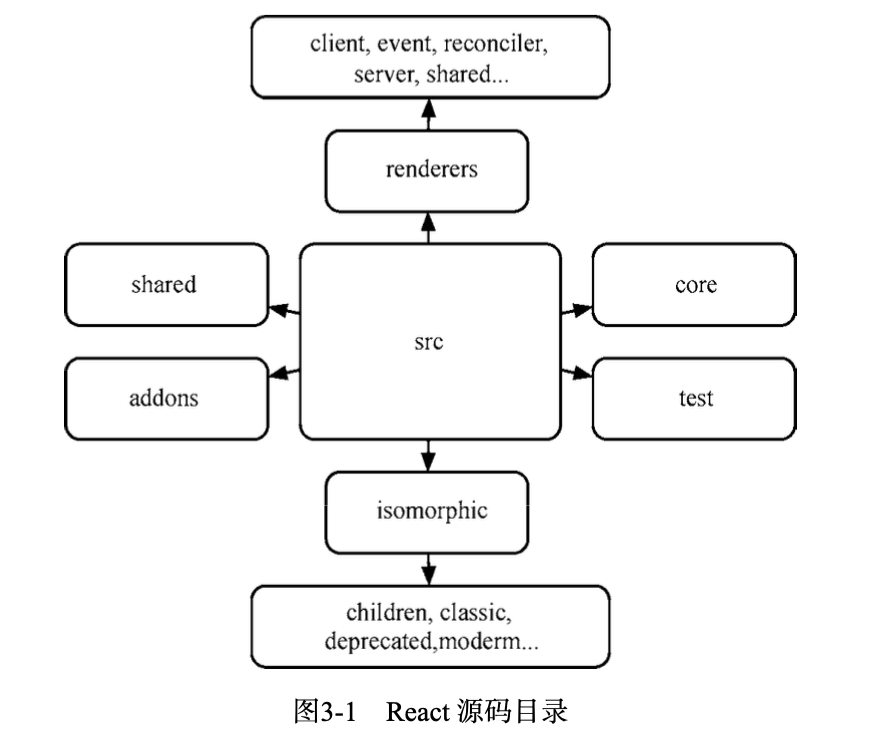 client, event, reconciler,
server, shared...
renderers
shared
core
src
addons
test
isomorphic
children, classic,
deprecated,moderm...
图3-1 React 源码目录